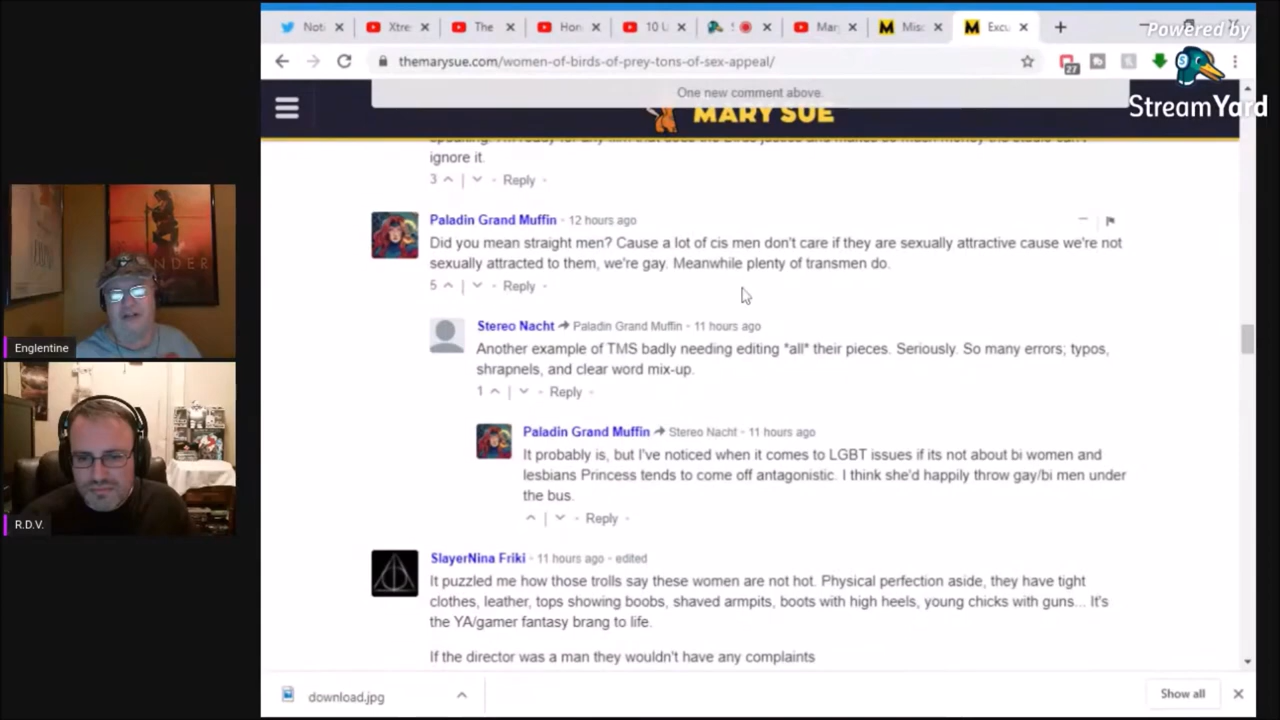 Noti
Xtre
The
Hon
10 U
Mar
Misc
Excu
Powered by
themarysue.com/women-of-birds-of-prey-tons-of-sex-appeal/
27
StreamYard
One new comment above.
MARY SUE
ignore it.
3 Reply
Paladin Grand Muffin · 12 hours ago
Did you mean straight men? Cause a lot of cis men don't care if they are sexually attractive cause we're not
sexually attracted to them, we're gay. Meanwhile plenty of transmen do.
5 Reply
Stereo Nacht Paladin Grand Muffin · 11 hours ago
Another example of TMS badly needing editing *all* their pieces. Seriously. So many errors; typos,
shrapnels, and clear word mix-up.
1 Reply
Paladin Grand Muffin Stereo Nacht · 11 hours ago
It probably is, but I've noticed when it comes to LGBT issues if its not about bi women and
lesbians Princess tends to come off antagonistic. I think she'd happily throw gay/bi men under
the bus.
Reply
SlayerNina Friki · 11 hours ago · edited
It puzzled me how those trolls say these women are not hot. Physical perfection aside, they have tight
clothes, leather, tops showing boobs, shaved armpits, boots with high heels, young chicks with guns... It's
the YA/gamer fantasy brang to life.
If the director was a man they wouldn't have any complaints
Englentine
R.D.V.
download.jpg
Show all